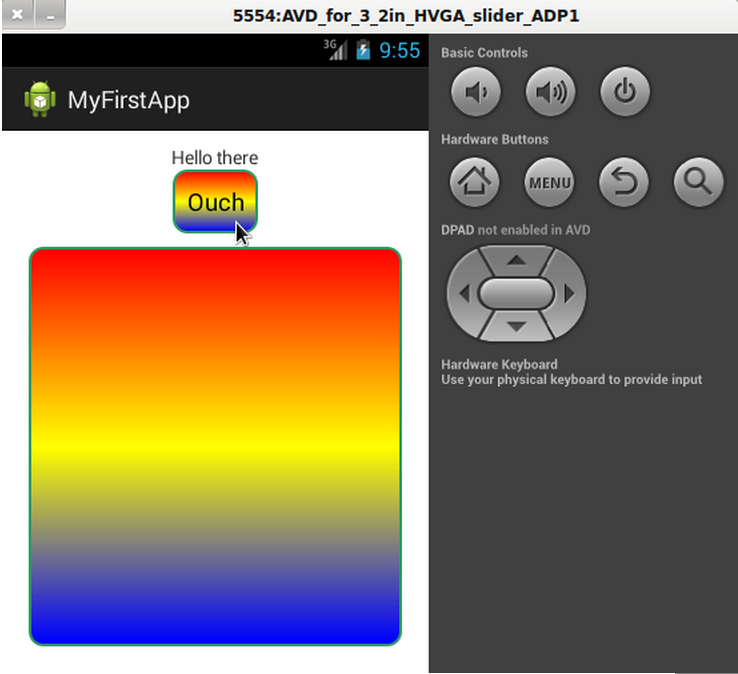 5554:AVD_for_3_2in_HVGA_slider_ADP1
3G 9:55
MyFirstApp
Hello there
Ouch
Basic Controls
Hardware Buttons
MENU
DPAD not enabled in AVD
Hardware Keyboard
Use your physical keyboard to provide input